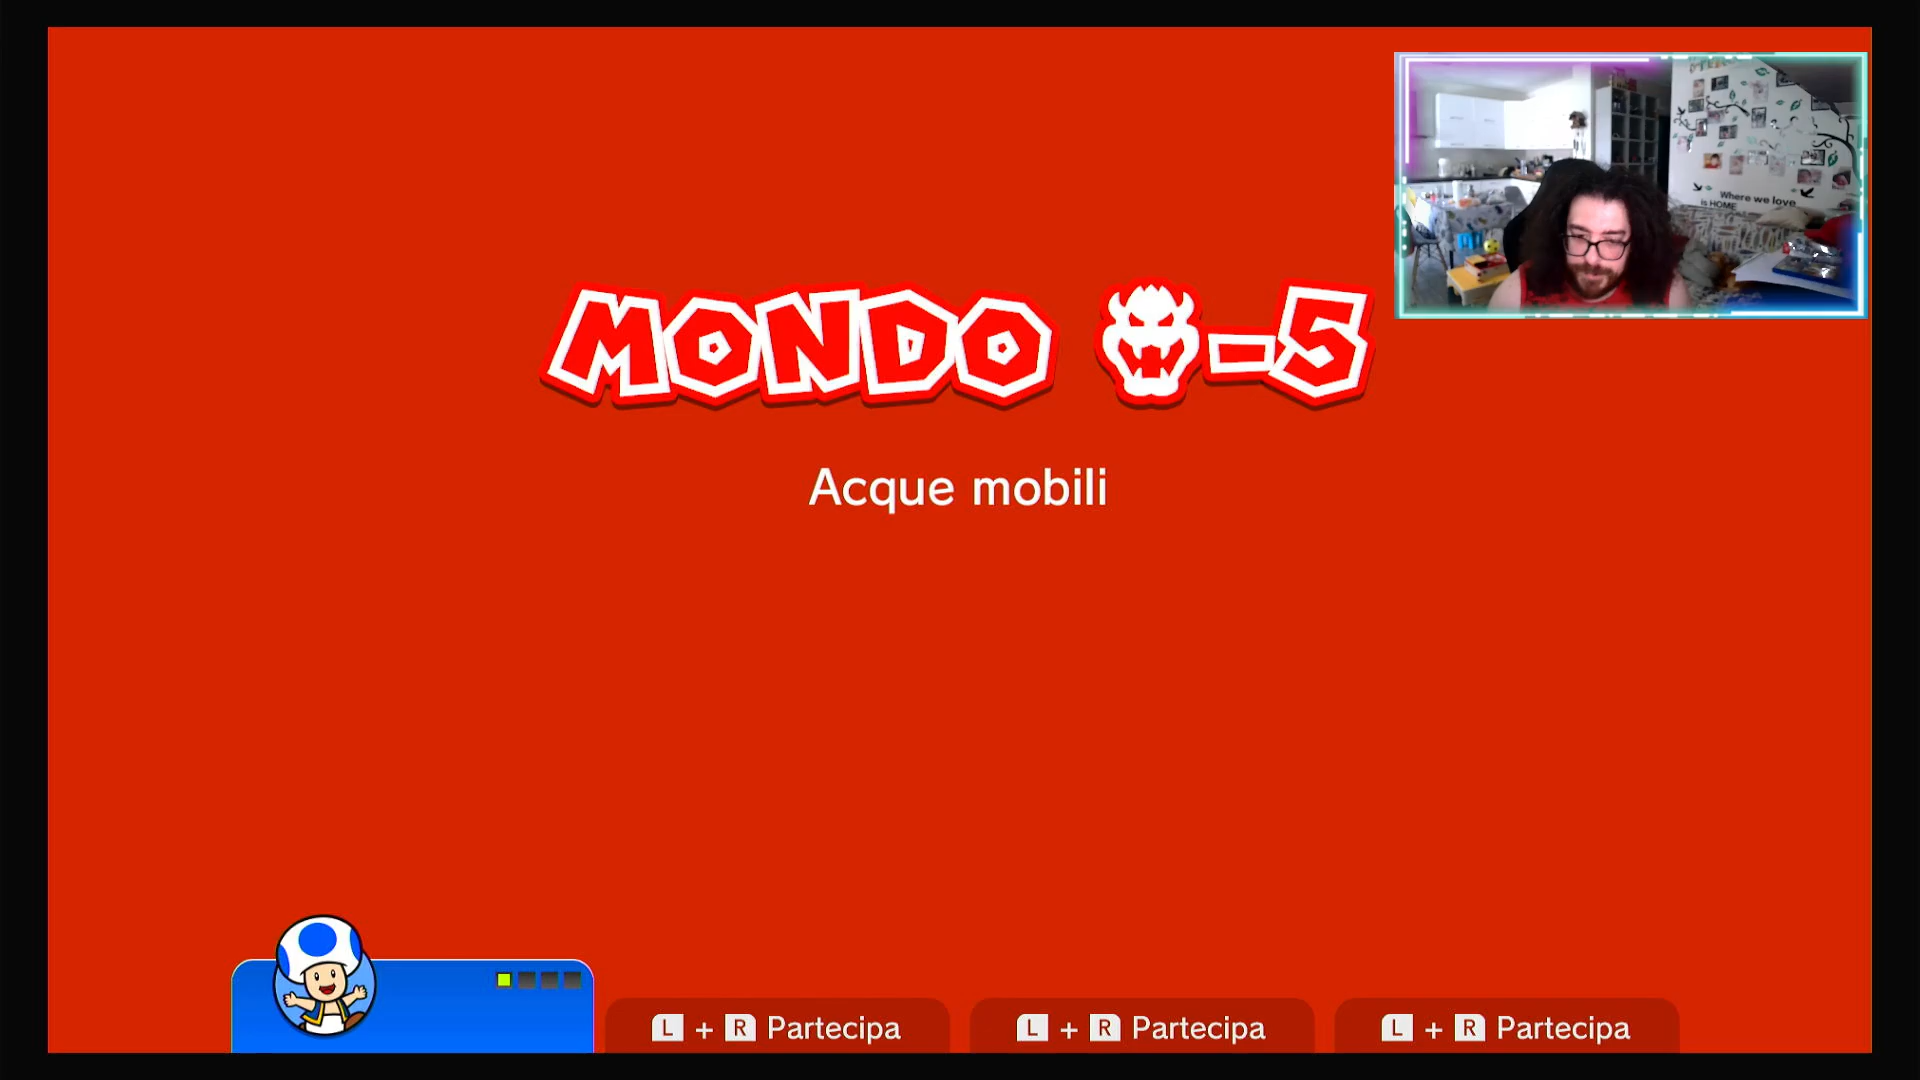 MONDO -5
Acque mobili
Where we love
is HOME
L + R Partecipa
L + R Partecipa
L + R Partecipa